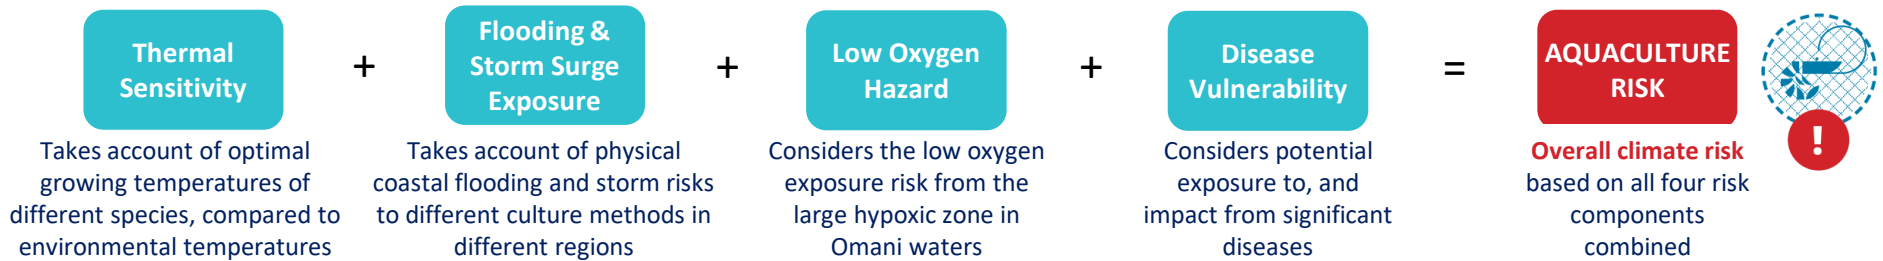 Thermal
Sensitivity
+
Flooding &
Storm Surge
Exposure
+
Low Oxygen
Hazard
+
Disease
Vulnerability
=
AQUACULTURE
RISK
Takes account of optimal
growing temperatures of
different species, compared to
environmental temperatures
Takes account of physical
coastal flooding and storm risks
to different culture methods in
different regions
Considers the low oxygen
exposure risk from the
large hypoxic zone in
Omani waters
Considers potential
exposure to, and
impact from significant
diseases
Overall climate risk
based on all four risk
components
combined
!